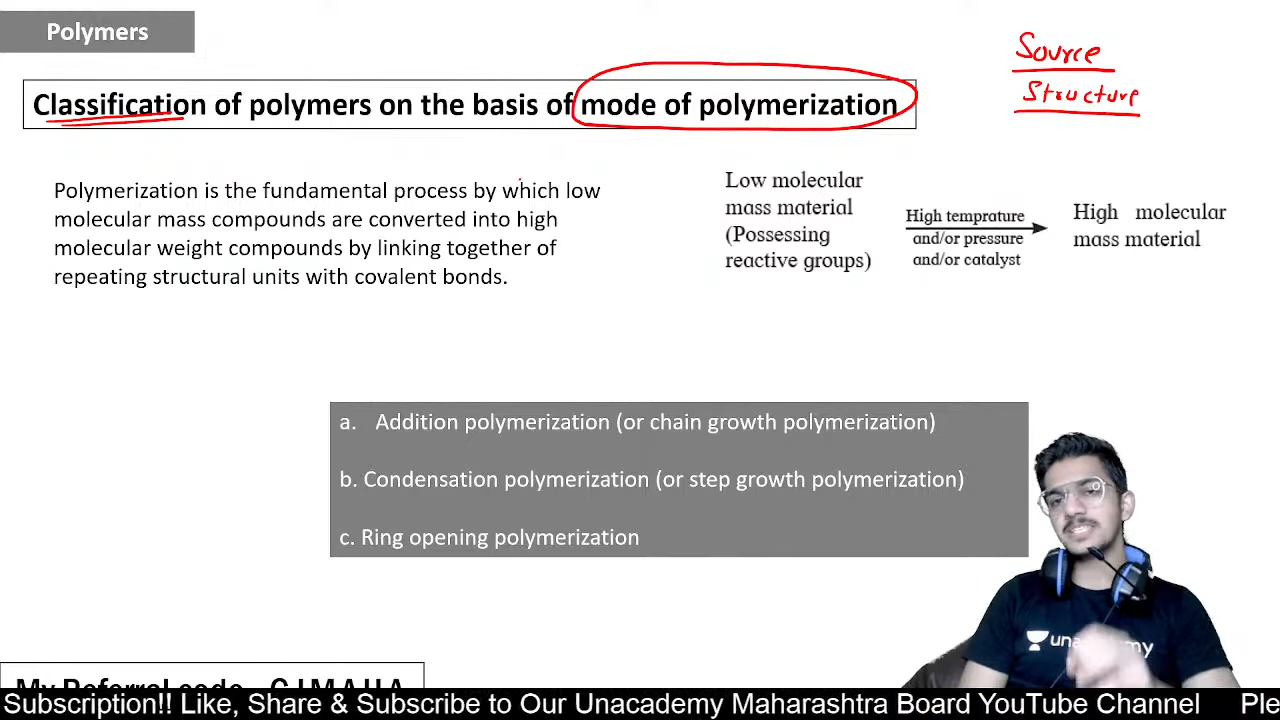 Polymers
Source
Structure
Classification of polymers on the basis of mode of polymerization
Polymerization is the fundamental process by which low
molecular mass compounds are converted into high
molecular weight compounds by linking together of
repeating structural units with covalent bonds.
Low molecular
mass material
(Possessing
reactive groups)
High temprature
and/or pressure
and/or catalyst
High molecular
mass material
a. Addition polymerization (or chain growth polymerization)
b. Condensation polymerization (or step growth polymerization)
c. Ring opening polymerization
My Referral code
Subscription!! Like, Share & Subscribe to Our Unacademy Maharashtra Board YouTube Channel